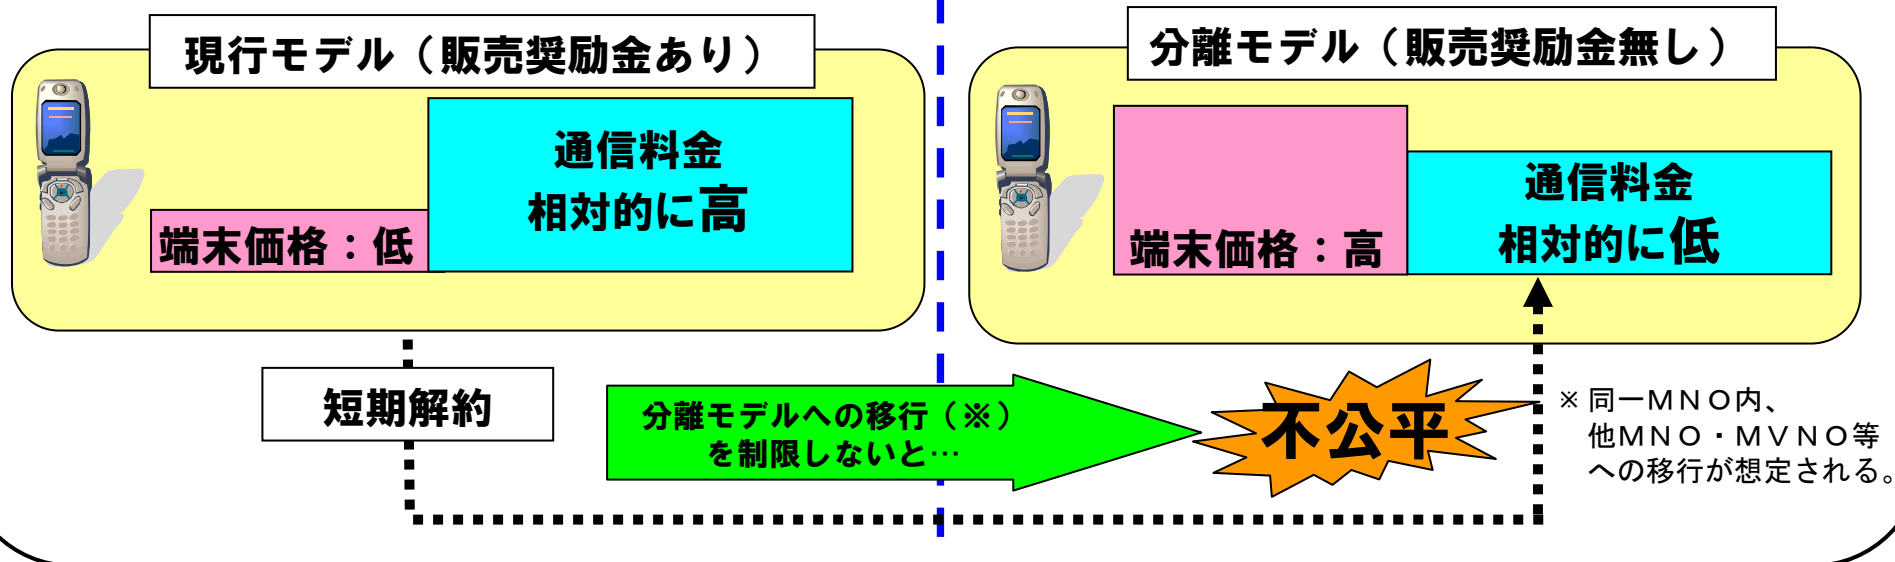 現行モデル（販売奨励金あり）
通信料金
相対的に高
端末価格：低
分離モデル（販売奨励金無し）
端末価格：高
通信料金
相対的に低
短期解約
分離モデルへの移行（※）
を制限しないと…
不公平
※ 同一ＭＮＯ内、
他ＭＮＯ・ＭＶＮＯ等
への移行が想定される。